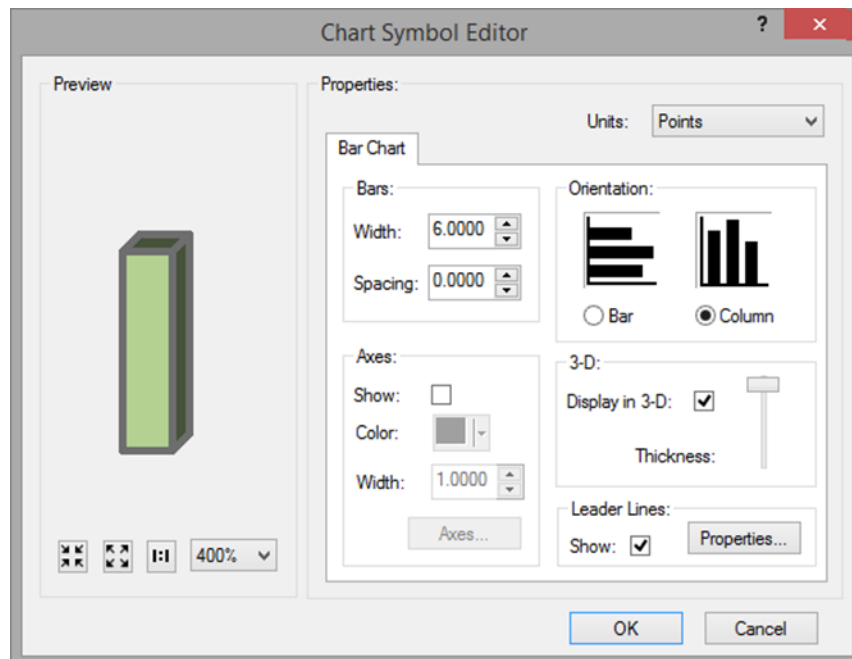 Chart Symbol Editor
?
Preview
400%
Properties:
Units: Points
Bar Chart
Bars:
Width: 6.0000
Spacing: 0.0000
Orientation:
Bar
Column
Axes:
Show:
Color:
Width: 1.0000
Axes...
3-D:
Display in 3-D:
Thickness:
Leader Lines:
Show:
Properties...
OK
Cancel